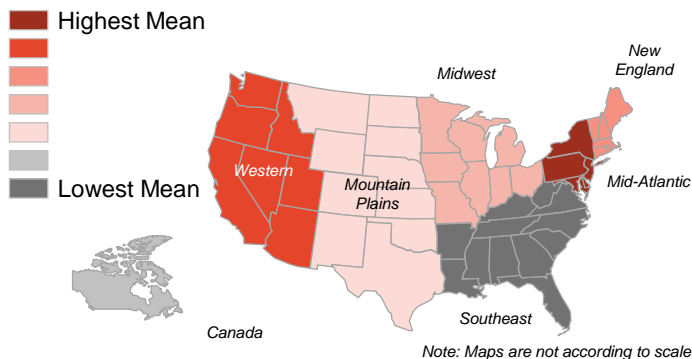 Highest Mean
New
England
Midwest
Western
Mountain
Plains
Lowest Mean
Mid-Atlantic
Southeast
Canada
Note: Maps are not according to scale